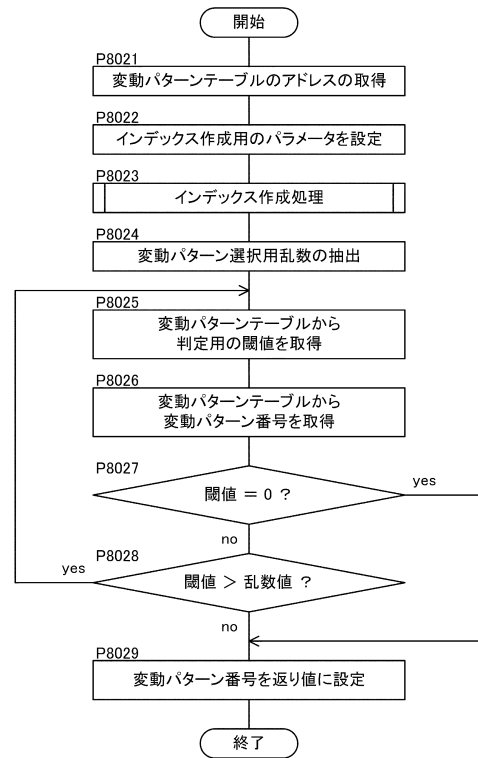 開始
P8021
変動パターンテーブルのアドレスの取得
P8022
インデックス作成用のパラメータを設定
P8023
インデックス作成処理
P8024
変動パターン選択用乱数の抽出
P8025
変動パターンテーブルから
判定用の閾値を取得
P8026
変動パターンテーブルから
変動パターン番号を取得
P8027
閾値 = 0 ?
yes
no
P8028
閾値 > 乱数値 ?
yes
no
P8029
変動パターン番号を返り値に設定
終了